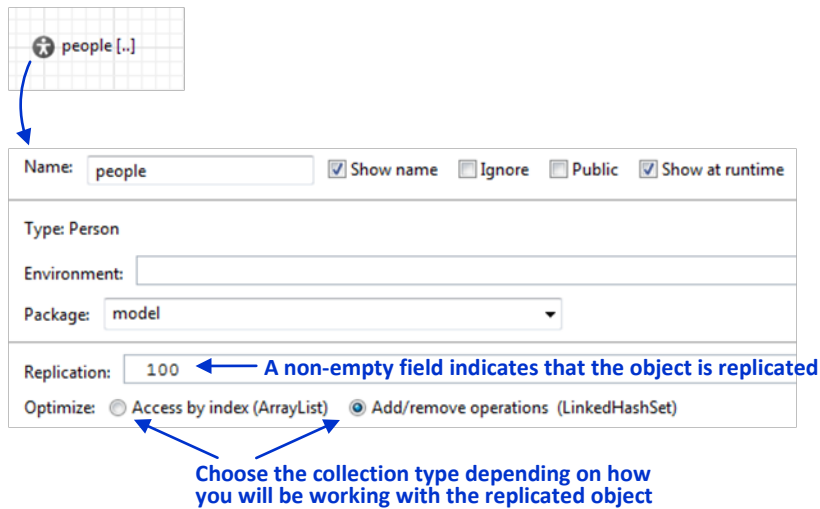 people [..]
Name: people Show name Ignore Public Show at runtime
Type: Person
Environment:
Package: model
Replication: 100 A non-empty field indicates that the object is replicated
Optimize: Access by index (ArrayList) Add/remove operations (LinkedHashSet)
Choose the collection type depending on how
you will be working with the replicated object